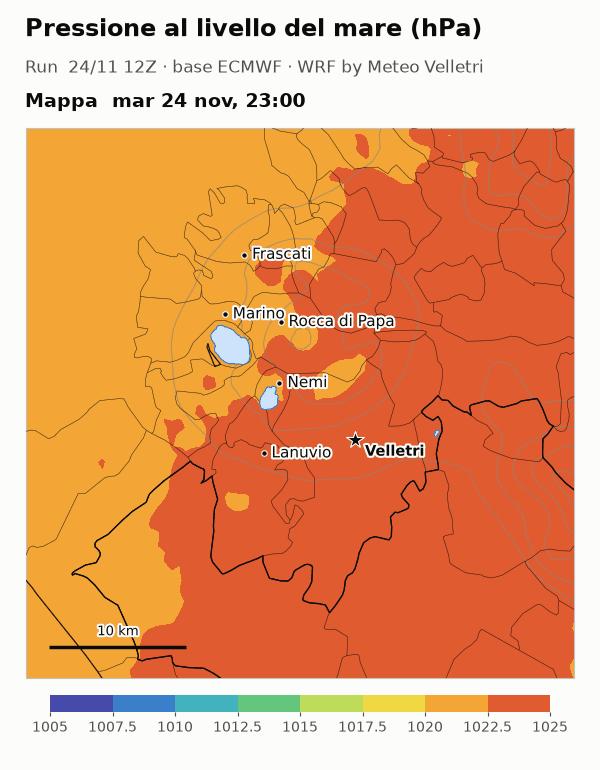 Pressione al livello del mare (hPa)
Run  24/11 12Z · base ECMWF · WRF by Meteo Velletri
Mappa  mar 24 nov, 23:00
Frascati
Marino
Rocca di Papa
Nemi
Velletri
Lanuvio
10 km
1005 1007.5 1010 1012.5 1015 1017.5 1020 1022.5 1025